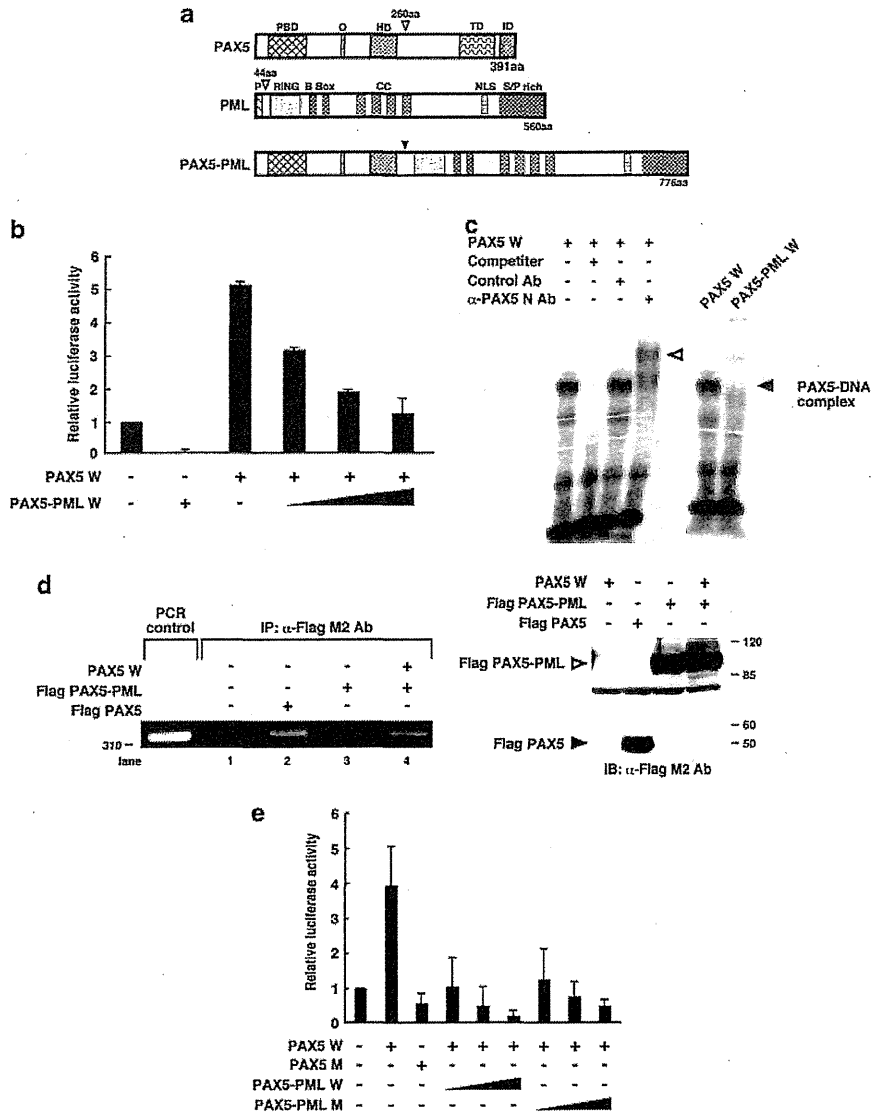 a
260aa
PBD O HD TD ID
PAX5
391aa
44aa
P RING B Box CC NLS S/P rich
PML
560aa
PAX5-PML
776aa
b
Relative luciferase activity
6
5
4
3
2
1
0
PAX5 W - - + + + +
PAX5-PML W - + -
c
PAX5 W + + + +
Competiter - + - -
Control Ab - - + -
α-PAX5 N Ab - - - +
PAX5 W
PAX5-PML W
PAX5-DNA
complex
d
PCR
control
IP: α-Flag M2 Ab
PAX5 W - - - +
Flag PAX5-PML - - + +
Flag PAX5 - + - -
310
lane 1 2 3 4
PAX5 W + - - +
Flag PAX5-PML - - + +
Flag PAX5 - + - -
Flag PAX5-PML
120
85
60
Flag PAX5
50
IB: α-Flag M2 Ab
e
Relative luciferase activity
6
5
4
3
2
1
0
PAX5 W - + - + + + + + +
PAX5 M - - + - - - - - -
PAX5-PML W - - - - - -
PAX5-PML M - - - - - -